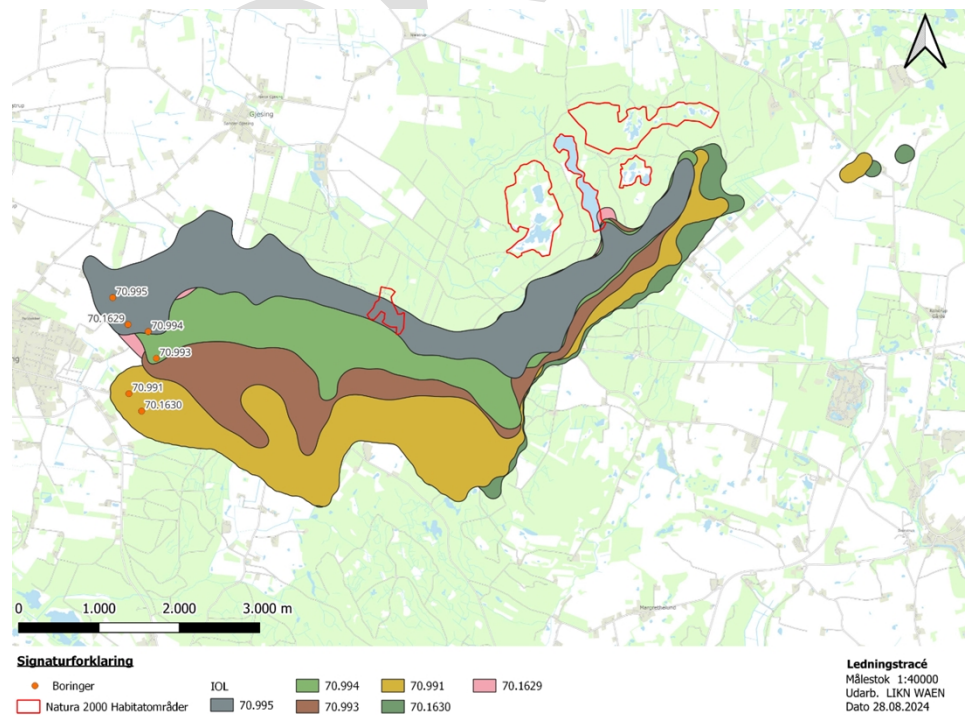 Gjesing
70.995
70.1629
70.994
70.993
70.991
70.1630
0 1.000 2.000 3.000 m
Signaturforklaring
Boringer
Natura 2000 Habitatområder
IOL
70.995
70.994
70.993
70.991
70.1630
70.1629
Ledningstracé
Målestok 1:40000
Udarb. LIKN WAEN
Dato 28.08.2024